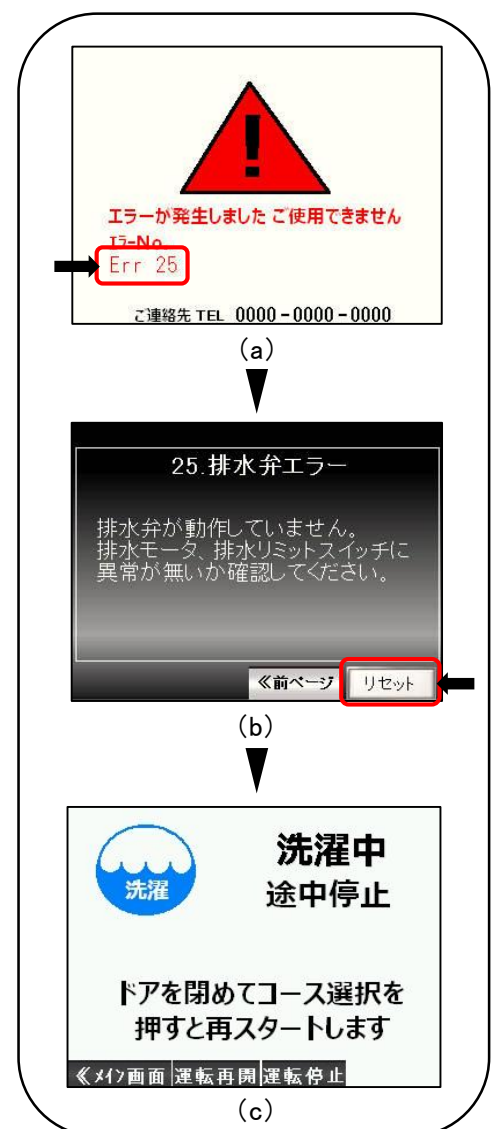 !
エラーが発生しました ご使用できません
エラーNo
Err 25
ご連絡先 TEL 0000-0000-0000
(a)
25.排水弁エラー
排水弁が動作していません。
排水モータ、排水リミットスイッチに
異常が無いか確認してください。
≪前ページ リセット
(b)
洗濯
洗濯中
途中停止
ドアを閉めてコース選択を
押すと再スタートします
≪メイン画面 運転再開 運転停止
(c)